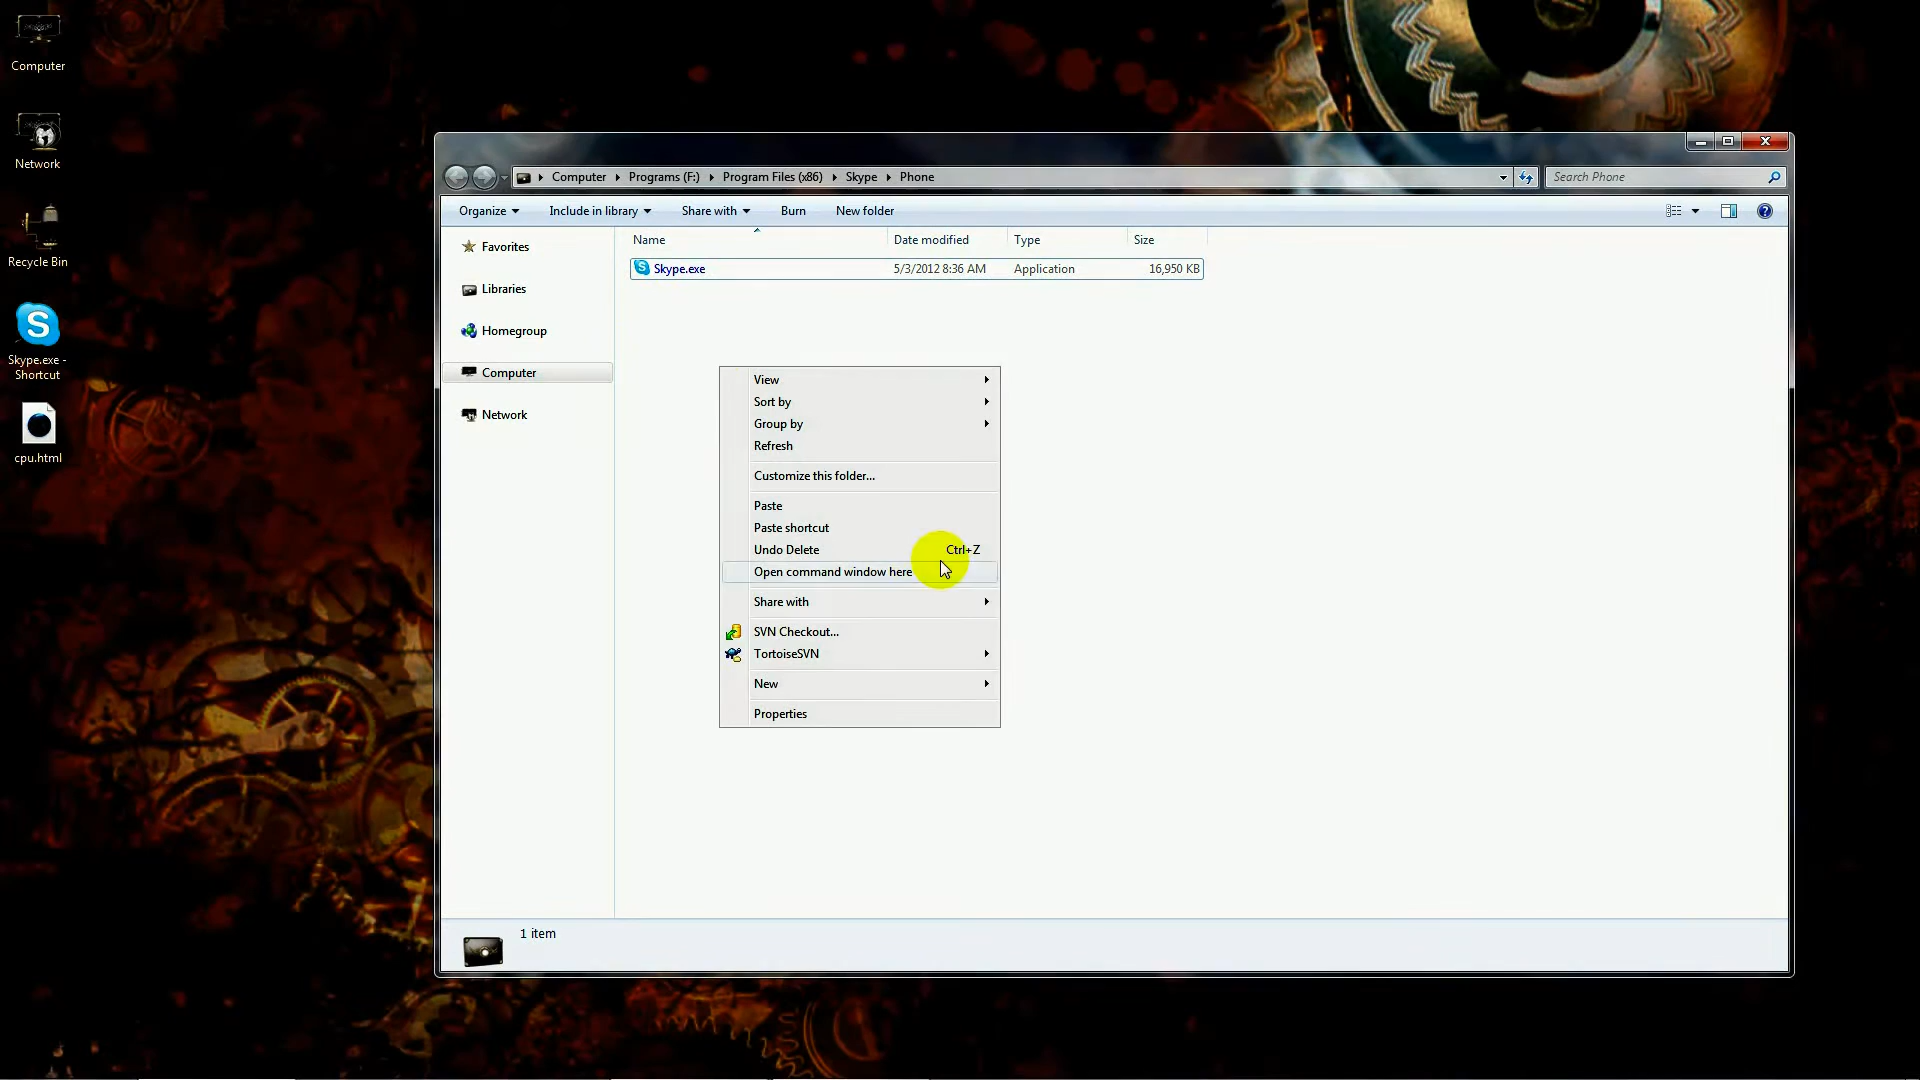 Computer
Network
Recycle Bin
Skype.exe -
Shortcut
cpu.html
Computer Programs (F:) Program Files (x86) Skype Phone
Search Phone
Organize Include in library Share with Burn New folder
Favorites
Libraries
Homegroup
Computer
Network
Name Date modified Type Size
Skype.exe 5/3/2012 8:36 AM Application 16,950 KB
View
Sort by
Group by
Refresh
Customize this folder...
Paste
Paste shortcut
Undo Delete Ctrl+Z
Open command window here
Share with
SVN Checkout...
TortoiseSVN
New
Properties
1 item